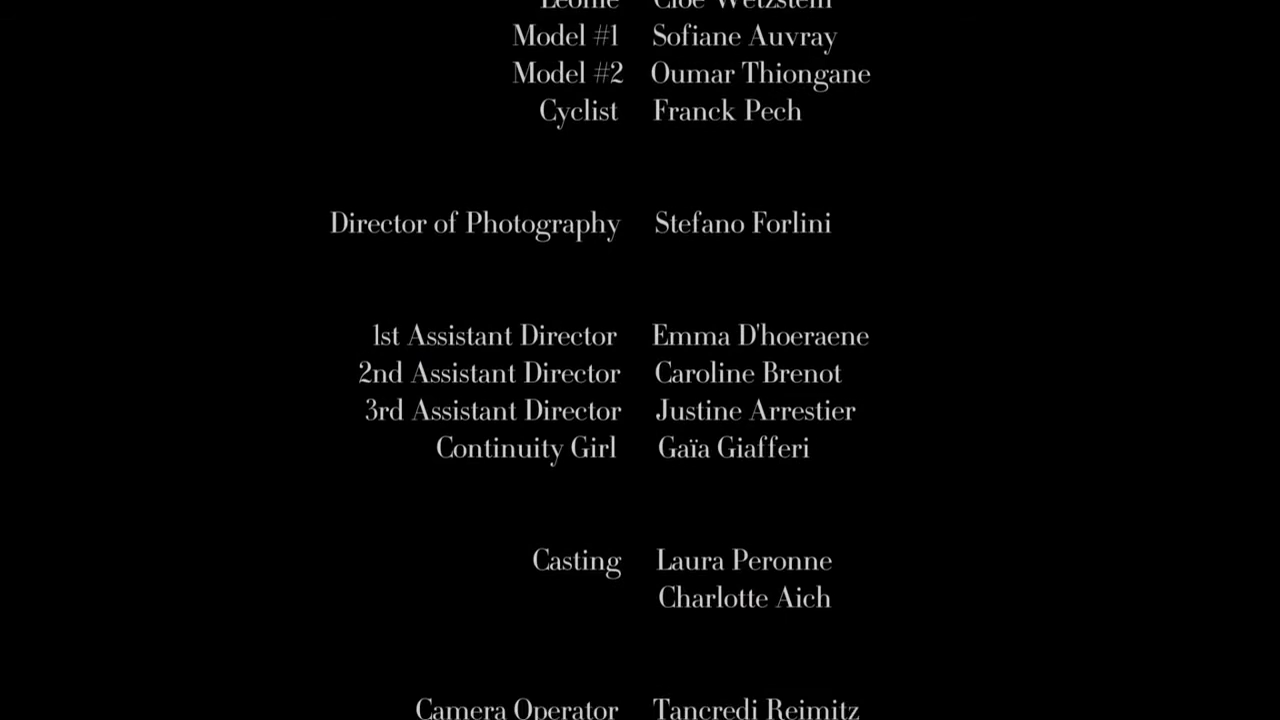 Leonie Cloe Wetzstein
Model #1 Sofiane Auvray
Model #2 Oumar Thiongane
Cyclist Franck Pech
Director of Photography Stefano Forlini
1st Assistant Director Emma D'hoeraene
2nd Assistant Director Caroline Brenot
3rd Assistant Director Justine Arrestier
Continuity Girl Gaïa Giafferi
Casting Laura Peronne
Charlotte Aich
Camera Operator Tancredi Reimitz